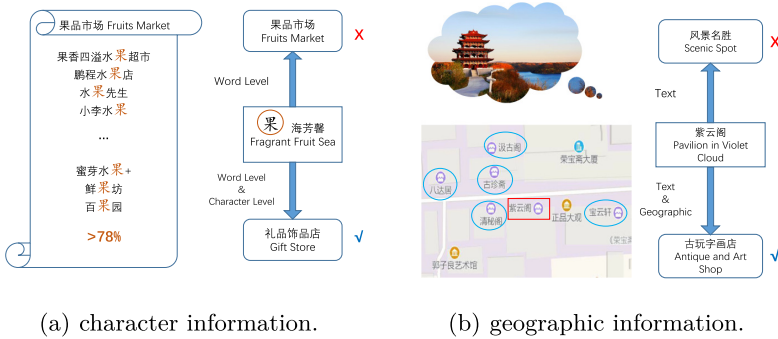 果品市场 Fruits Market
果香四溢水果超市
鹏程水果店
水果先生
小李水果
...
蜜芽水果+
鲜果坊
百果园
>78%
果品市场
Fruits Market
X
Word Level
果 海芳馨
Fragrant Fruit Sea
Word Level
&
Character Level
礼品饰品店
Gift Store
√
(a) character information.
汲古阁
荣宝斋大厦
八达居
古珍斋
清秘阁
紫云阁
正品大观
宝云轩
《荣宝斋
郭子良艺术馆
风景名胜
Scenic Spot
X
Text
紫云阁
Pavilion in Violet
Cloud
Text
&
Geographic
古玩字画店
Antique and Art
Shop
√
(b) geographic information.